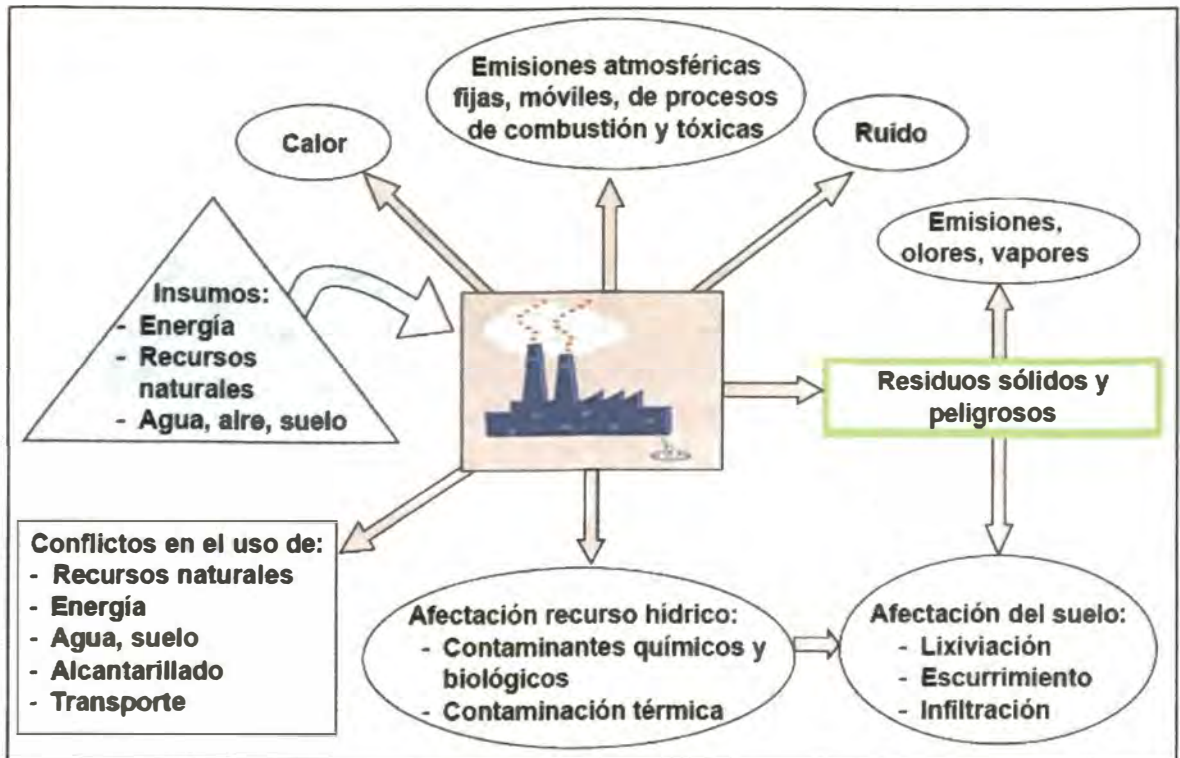 Emisiones atmosféricas
fijas, móviles, de procesos
de combustión y tóxicas
Calor
Ruido
Emisiones,
olores, vapores
Insumos:
- Energía
- Recursos
naturales
- Agua, aire, suelo
Residuos sólidos y
peligrosos
Conflictos en el uso de:
- Recursos naturales
- Energía
- Agua, suelo
- Alcantarillado
- Transporte
Afectación recurso hídrico:
- Contaminantes químicos y
biológicos
- Contaminación térmica
Afectación del suelo:
- Lixiviación
- Escurrimiento
- Infiltración